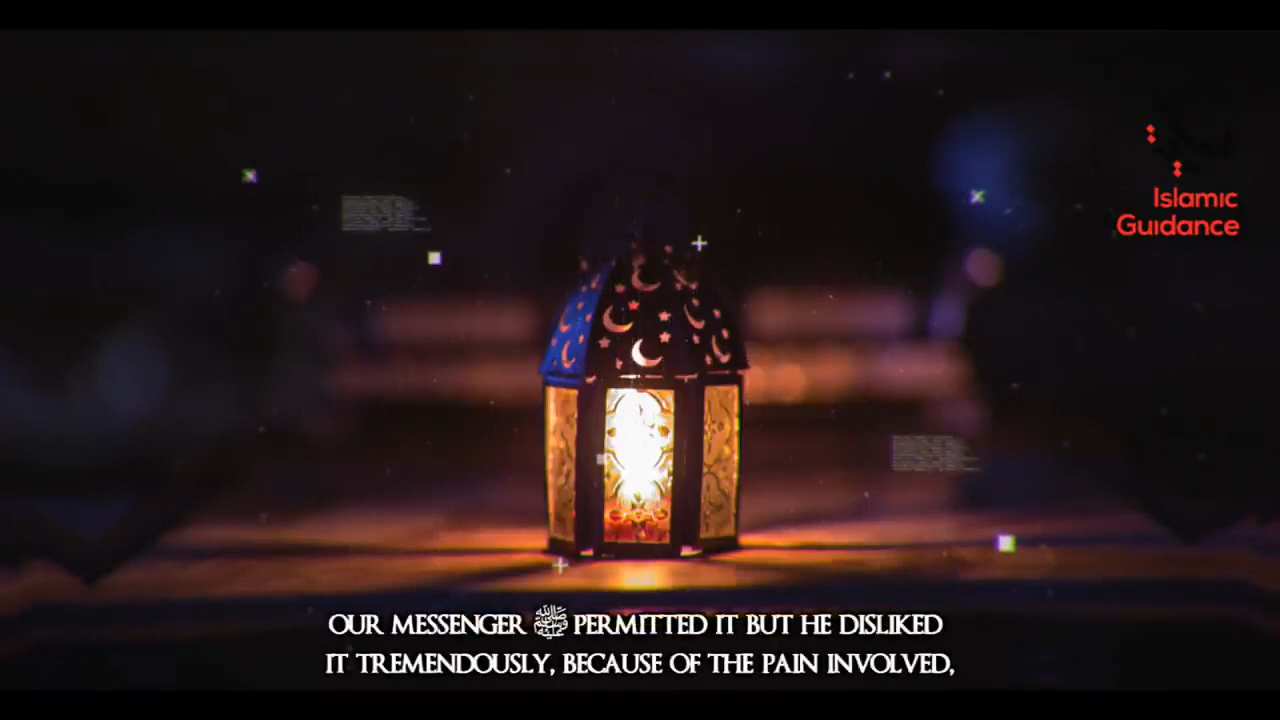 Islamic
Guidance
OUR MESSENGER ﷺ PERMITTED IT BUT HE DISLIKED
IT TREMENDOUSLY, BECAUSE OF THE PAIN INVOLVED,